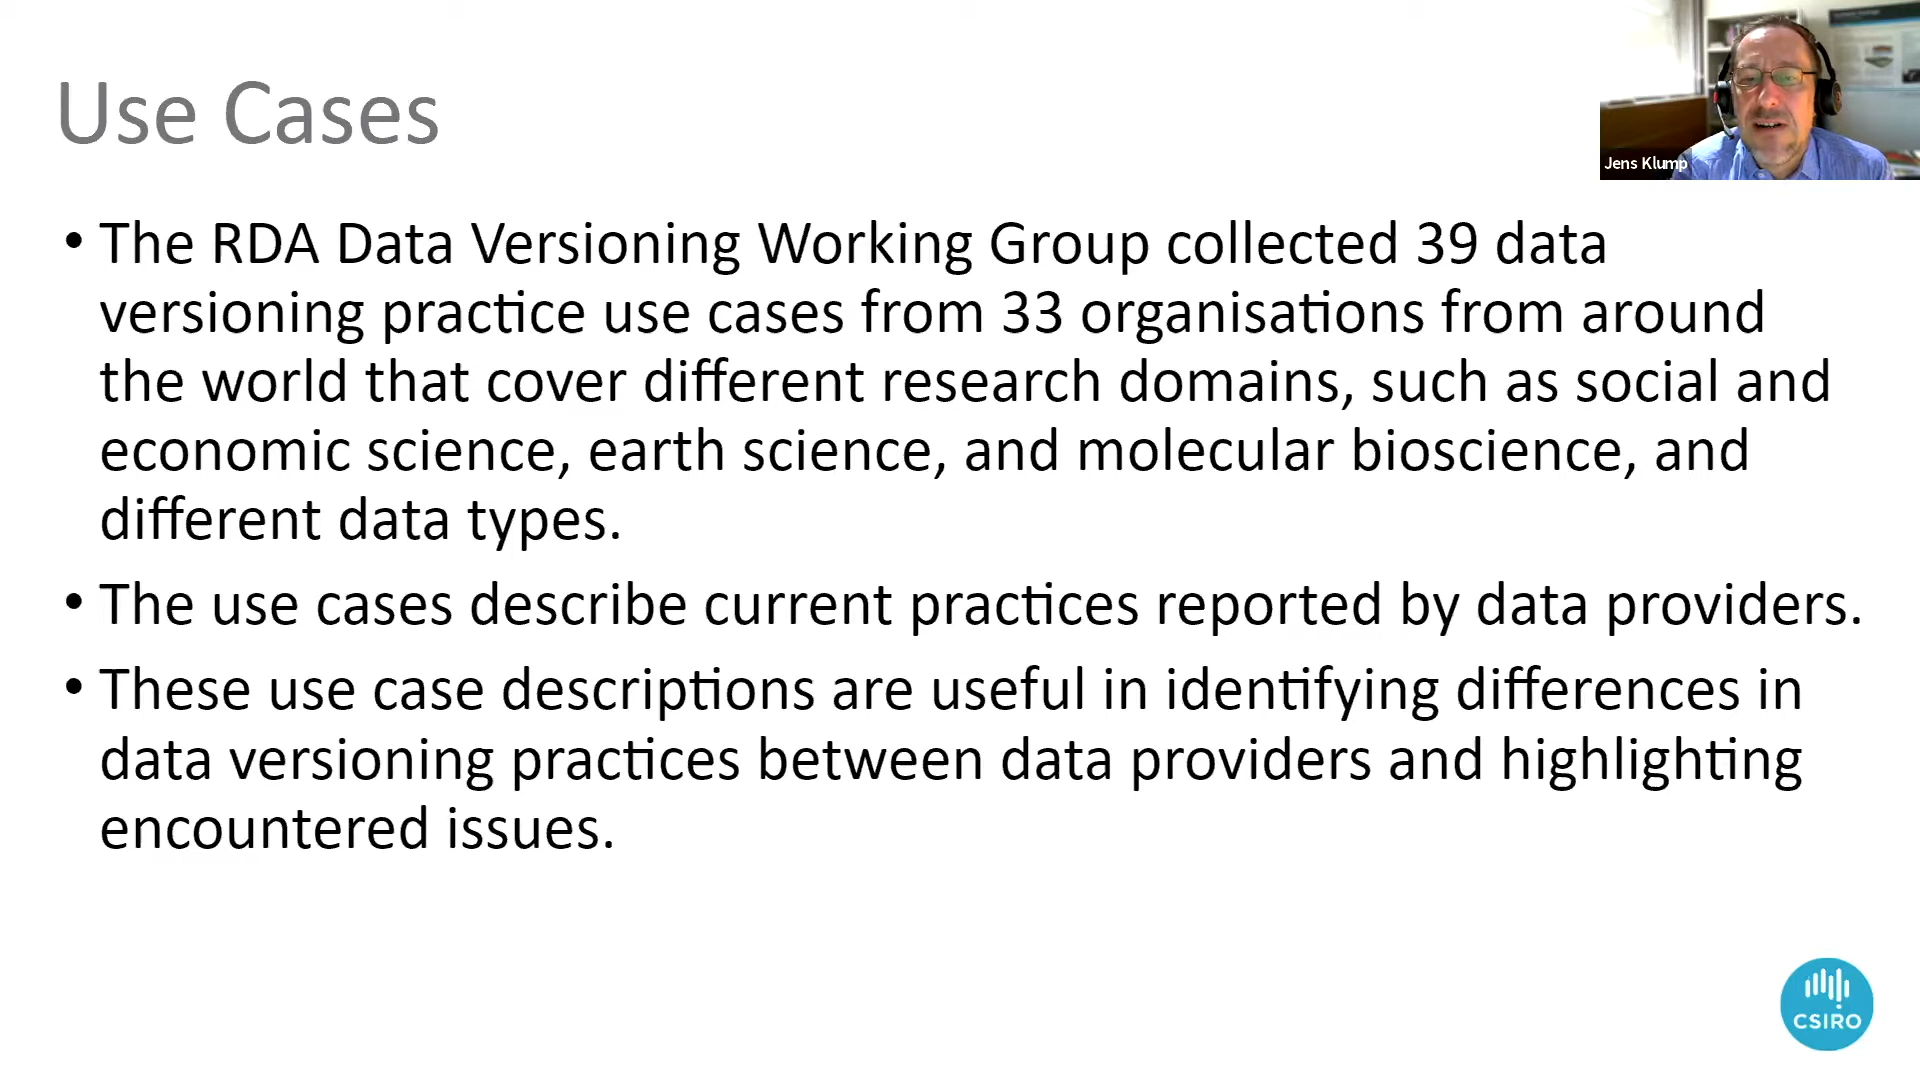 Use Cases
Jens Klump
• The RDA Data Versioning Working Group collected 39 data
versioning practice use cases from 33 organisations from around
the world that cover different research domains, such as social and
economic science, earth science, and molecular bioscience, and
different data types.
• The use cases describe current practices reported by data providers.
• These use case descriptions are useful in identifying differences in
data versioning practices between data providers and highlighting
encountered issues.
CSIRO